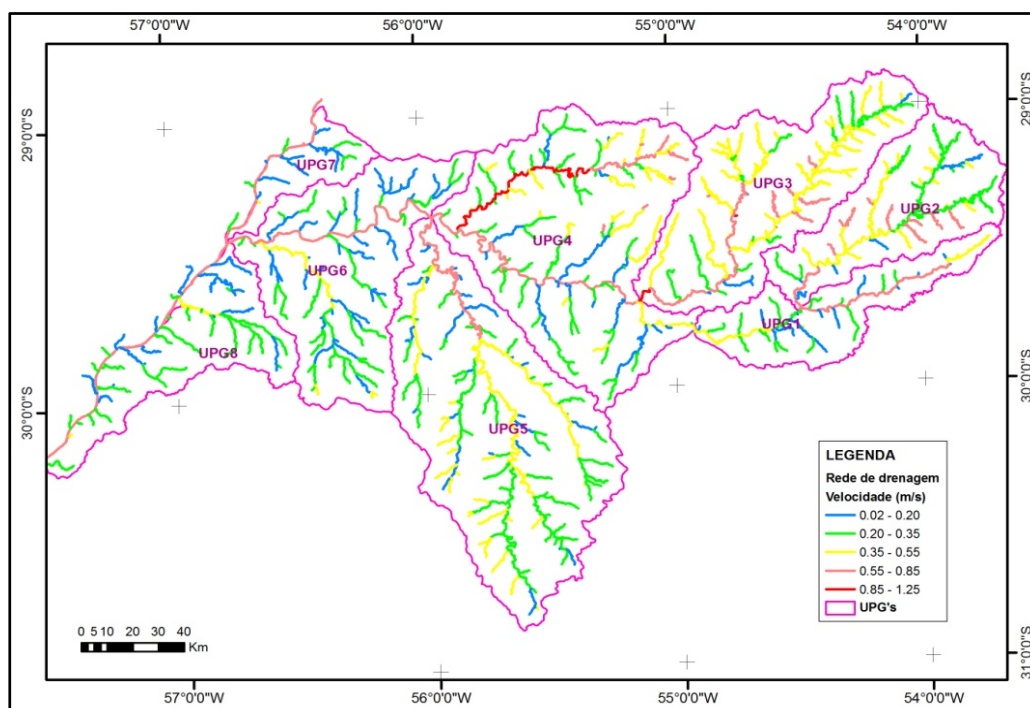 57°0'0"W 56°0'0"W 55°0'0"W 54°0'0"W
29°0'0"S
29°0'0"S
UPG7
UPG3
UPG2
UPG4
UPG6
UPG1
UPG8
30°0'0"S
30°0'0"S
UPG5
LEGENDA
Rede de drenagem
Velocidade (m/s)
0.02 - 0.20
0.20 - 0.35
0.35 - 0.55
0.55 - 0.85
0.85 - 1.25
UPG's
0 5 10 20 30 40
Km
31°0'0"S
57°0'0"W 56°0'0"W 55°0'0"W 54°0'0"W